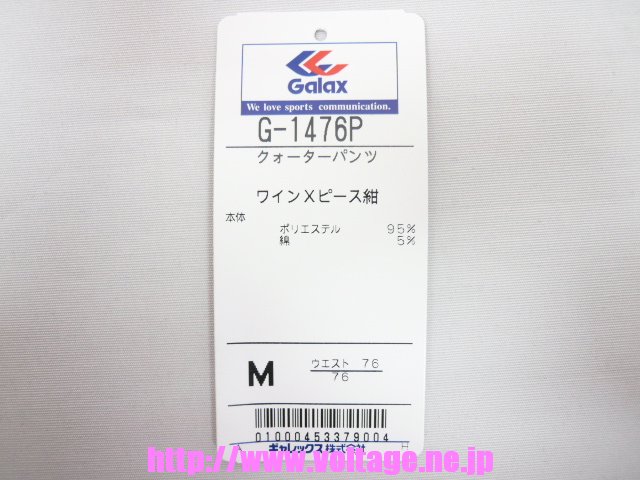 Galax
We love sports communication.
G-1476P
クォーターパンツ
ワインXピース紺
本体
ポリエステル 95%
綿 5%
M
ウエスト 76
76
01000453379004
ギャレックス株式会社
http://www.voltage.ne.jp